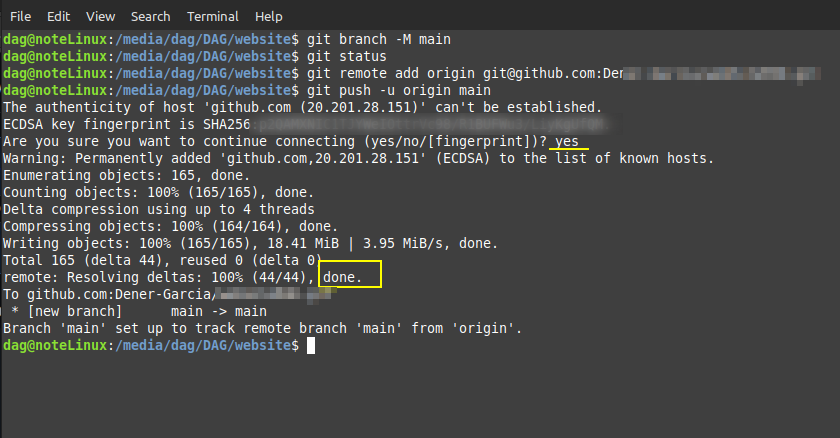 File Edit View Search Terminal Help
dag@noteLinux:/media/dag/DAG/website$ git branch -M main
dag@noteLinux:/media/dag/DAG/website$ git status
dag@noteLinux:/media/dag/DAG/website$ git remote add origin git@github.com:Den
dag@noteLinux:/media/dag/DAG/website$ git push -u origin main
The authenticity of host 'github.com (20.201.28.151)' can't be established.
ECDSA key fingerprint is SHA256:
Are you sure you want to continue connecting (yes/no/[fingerprint])? yes
Warning: Permanently added 'github.com,20.201.28.151' (ECDSA) to the list of known hosts.
Enumerating objects: 165, done.
Counting objects: 100% (165/165), done.
Delta compression using up to 4 threads
Compressing objects: 100% (164/164), done.
Writing objects: 100% (165/165), 18.41 MiB | 3.95 MiB/s, done.
Total 165 (delta 44), reused 0 (delta 0)
remote: Resolving deltas: 100% (44/44), done.
To github.com:Dener-Garcia/
* [new branch] main -> main
Branch 'main' set up to track remote branch 'main' from 'origin'.
dag@noteLinux:/media/dag/DAG/website$